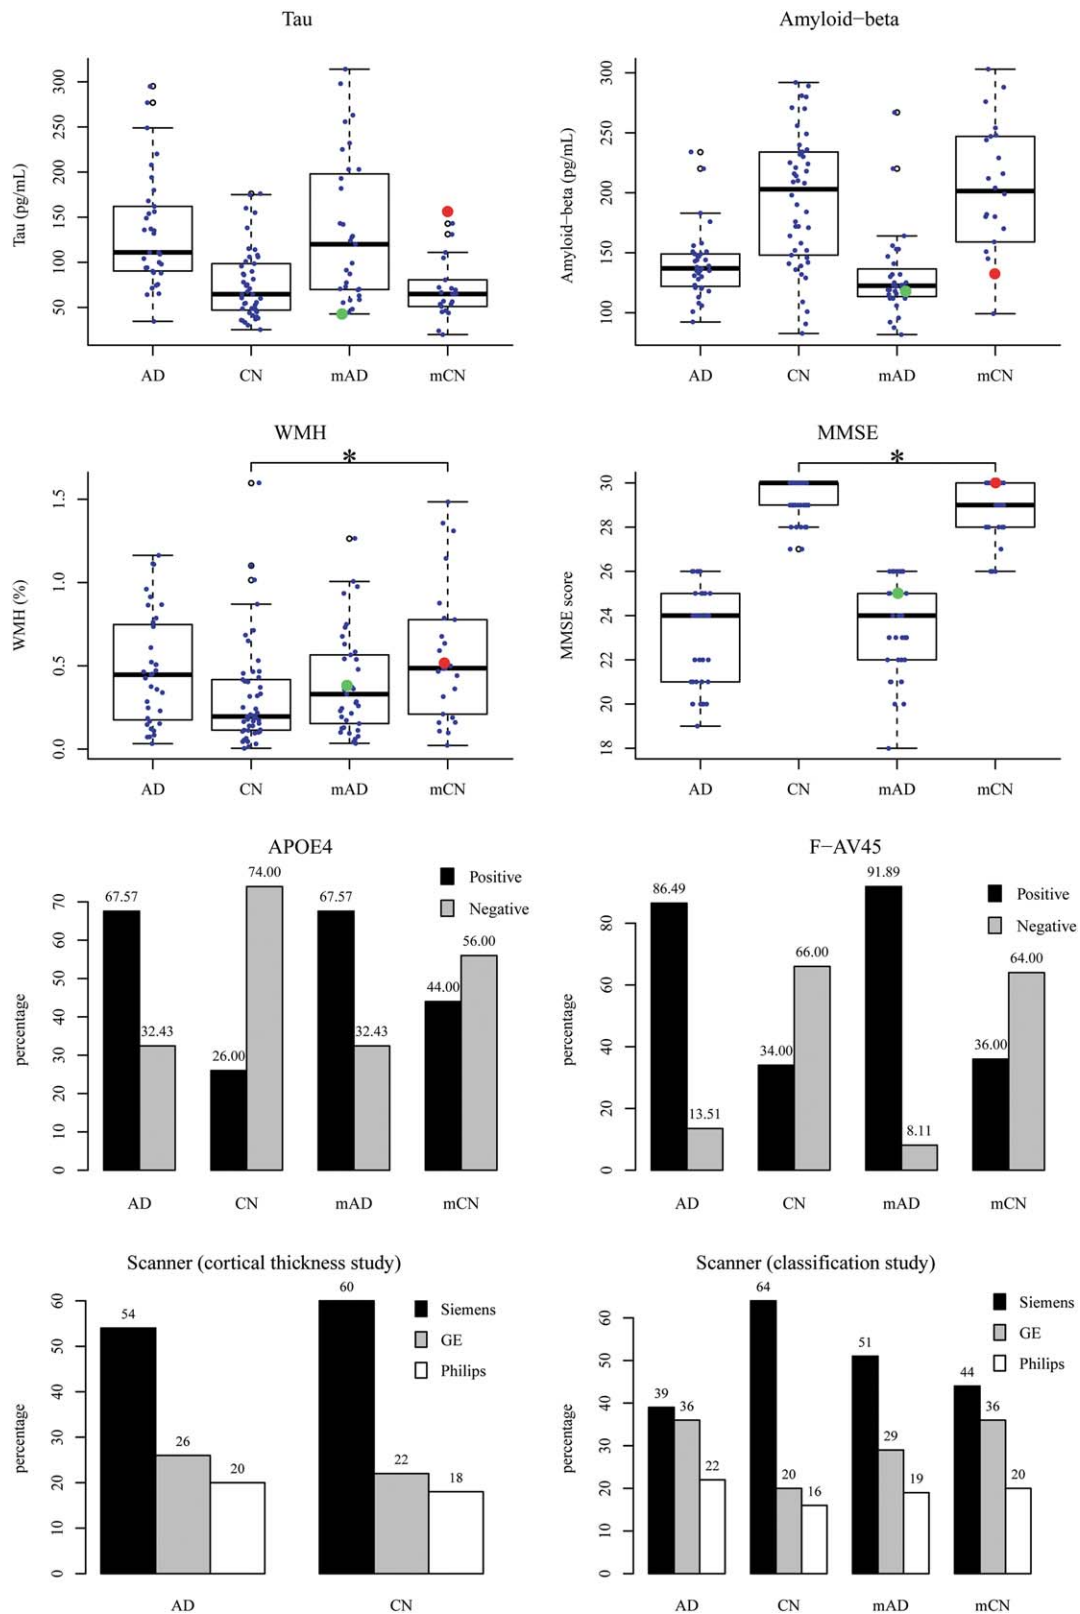 Tau
Tau (pg/mL)
300
250
200
150
100
50
AD CN mAD mCN
Amyloid−beta
Amyloid−beta (pg/mL)
300
250
200
150
100
AD CN mAD mCN
WMH
*
WMH (%)
1.5
1.0
0.5
0.0
AD CN mAD mCN
MMSE
*
MMSE score
30
28
26
24
22
20
18
AD CN mAD mCN
APOE4
Positive
Negative
percentage
70
60
50
40
30
20
10
0
67.57 32.43 26.00 74.00 67.57 32.43 44.00 56.00
AD CN mAD mCN
F−AV45
Positive
Negative
percentage
80
60
40
20
0
86.49 13.51 34.00 66.00 91.89 8.11 36.00 64.00
AD CN mAD mCN
Scanner (cortical thickness study)
Siemens
GE
Philips
percentage
60
50
40
30
20
10
0
54 26 20 60 22 18
AD CN
Scanner (classification study)
Siemens
GE
Philips
percentage
60
50
40
30
20
10
0
39 36 22 64 20 16 51 29 19 44 36 20
AD CN mAD mCN